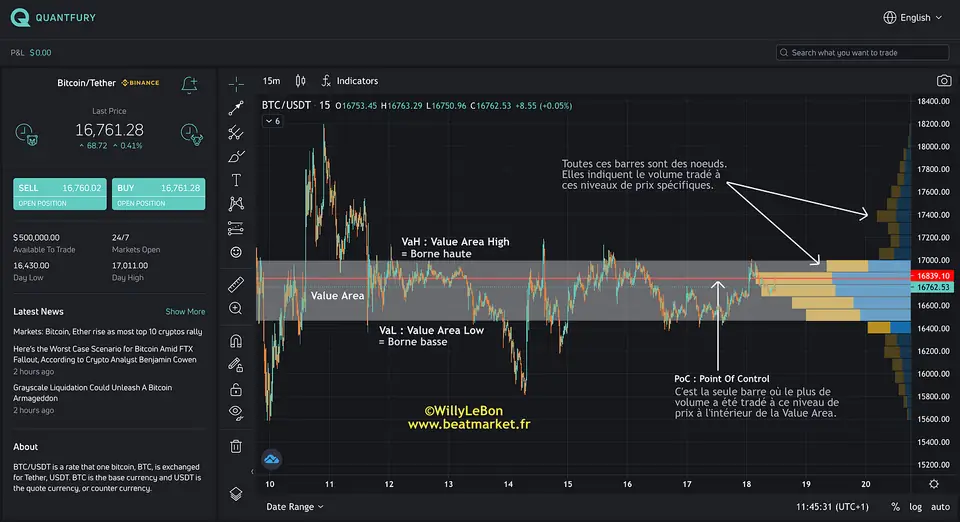 QUANTFURY
English
P&L $0.00
Search what you want to trade
Bitcoin/Tether BINANCE
Last Price
16,761.28
68.72 0.41%
SELL 16,760.02
OPEN POSITION
BUY 16,761.28
OPEN POSITION
$500,000.00
Available To Trade
24/7
Markets Open
16,430.00
Day Low
17,011.00
Day High
Latest News Show More
Markets: Bitcoin, Ether rise as most top 10 cryptos rally
Here's the Worst Case Scenario for Bitcoin Amid FTX
Fallout, According to Crypto Analyst Benjamin Cowen
2 hours ago
Grayscale Liquidation Could Unleash A Bitcoin
Armageddon
2 hours ago
About
BTC/USDT is a rate that one bitcoin, BTC, is exchanged
for Tether, USDT. BTC is the base currency and USDT is
the quote currency, or counter currency.
15m Indicators
BTC/USDT · 15 O16753.45 H16763.29 L16750.96 C16762.53 +8.55 (+0.05%)
6
Toutes ces barres sont des noeuds.
Elles indiquent le volume tradé à
ces niveaux de prix spécifiques.
VaH : Value Area High
= Borne haute
Value Area
VaL : Value Area Low
= Borne basse
PoC : Point Of Control
C'est la seule barre où le plus de
volume a été tradé à ce niveau de
prix à l'intérieur de la Value Area.
©WillyLeBon
www.beatmarket.fr
18400.00
18200.00
18000.00
17800.00
17600.00
17400.00
17200.00
17000.00
16839.10
16762.53
16600.00
16400.00
16200.00
16000.00
15800.00
15600.00
15400.00
15200.00
10 11 12 13 14 15 16 17 18 19 20
Date Range
11:45:31 (UTC+1) % log auto